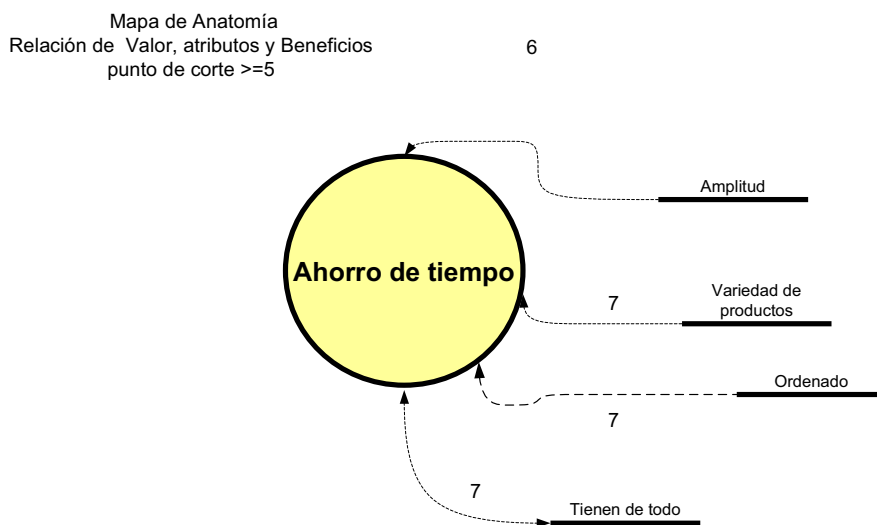 Mapa de Anatomía
Relación de Valor, atributos y Beneficios
punto de corte >=5
6
Amplitud
Ahorro de tiempo
Variedad de
productos
7
Ordenado
7
7
Tienen de todo